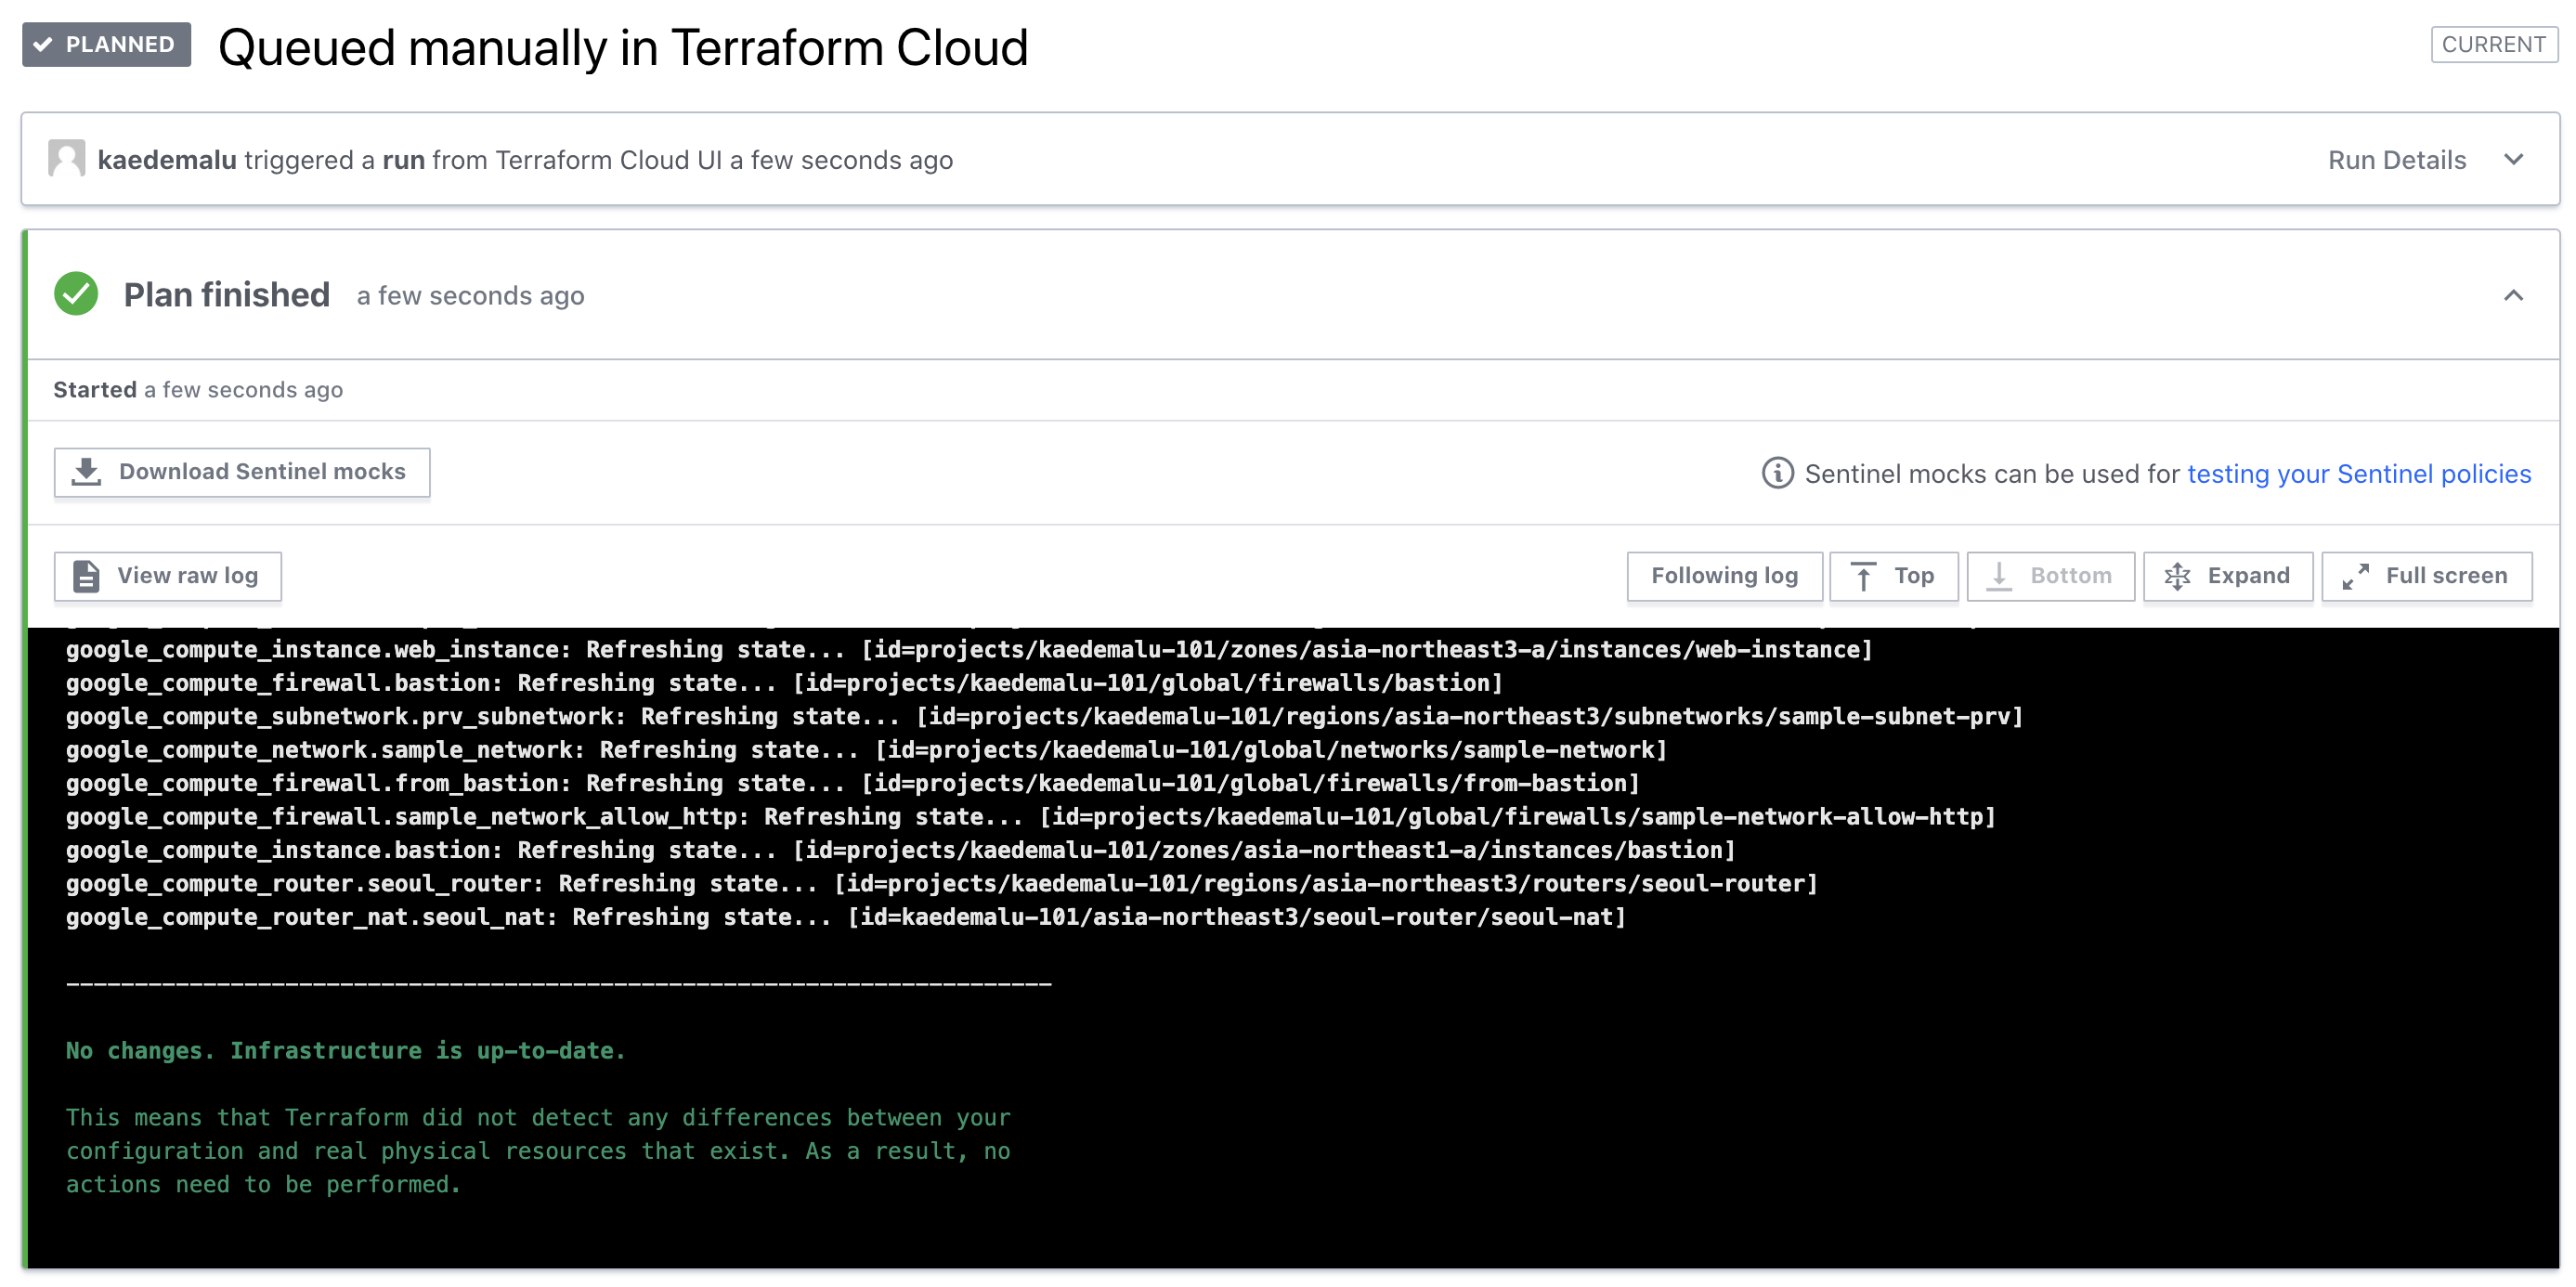 PLANNED
Queued manually in Terraform Cloud
CURRENT
kaedemalu triggered a run from Terraform Cloud UI a few seconds ago
Run Details
Plan finished a few seconds ago
Started a few seconds ago
Download Sentinel mocks
Sentinel mocks can be used for testing your Sentinel policies
View raw log
Following log
Top
Bottom
Expand
Full screen
google_compute_instance.web_instance: Refreshing state... [id=projects/kaedemalu-101/zones/asia-northeast3-a/instances/web-instance]
google_compute_firewall.bastion: Refreshing state... [id=projects/kaedemalu-101/global/firewalls/bastion]
google_compute_subnetwork.prv_subnetwork: Refreshing state... [id=projects/kaedemalu-101/regions/asia-northeast3/subnetworks/sample-subnet-prv]
google_compute_network.sample_network: Refreshing state... [id=projects/kaedemalu-101/global/networks/sample-network]
google_compute_firewall.from_bastion: Refreshing state... [id=projects/kaedemalu-101/global/firewalls/from-bastion]
google_compute_firewall.sample_network_allow_http: Refreshing state... [id=projects/kaedemalu-101/global/firewalls/sample-network-allow-http]
google_compute_instance.bastion: Refreshing state... [id=projects/kaedemalu-101/zones/asia-northeast1-a/instances/bastion]
google_compute_router.seoul_router: Refreshing state... [id=projects/kaedemalu-101/regions/asia-northeast3/routers/seoul-router]
google_compute_router_nat.seoul_nat: Refreshing state... [id=kaedemalu-101/asia-northeast3/seoul-router/seoul-nat]
------------------------------------------------------------------------
No changes. Infrastructure is up-to-date.
This means that Terraform did not detect any differences between your
configuration and real physical resources that exist. As a result, no
actions need to be performed.